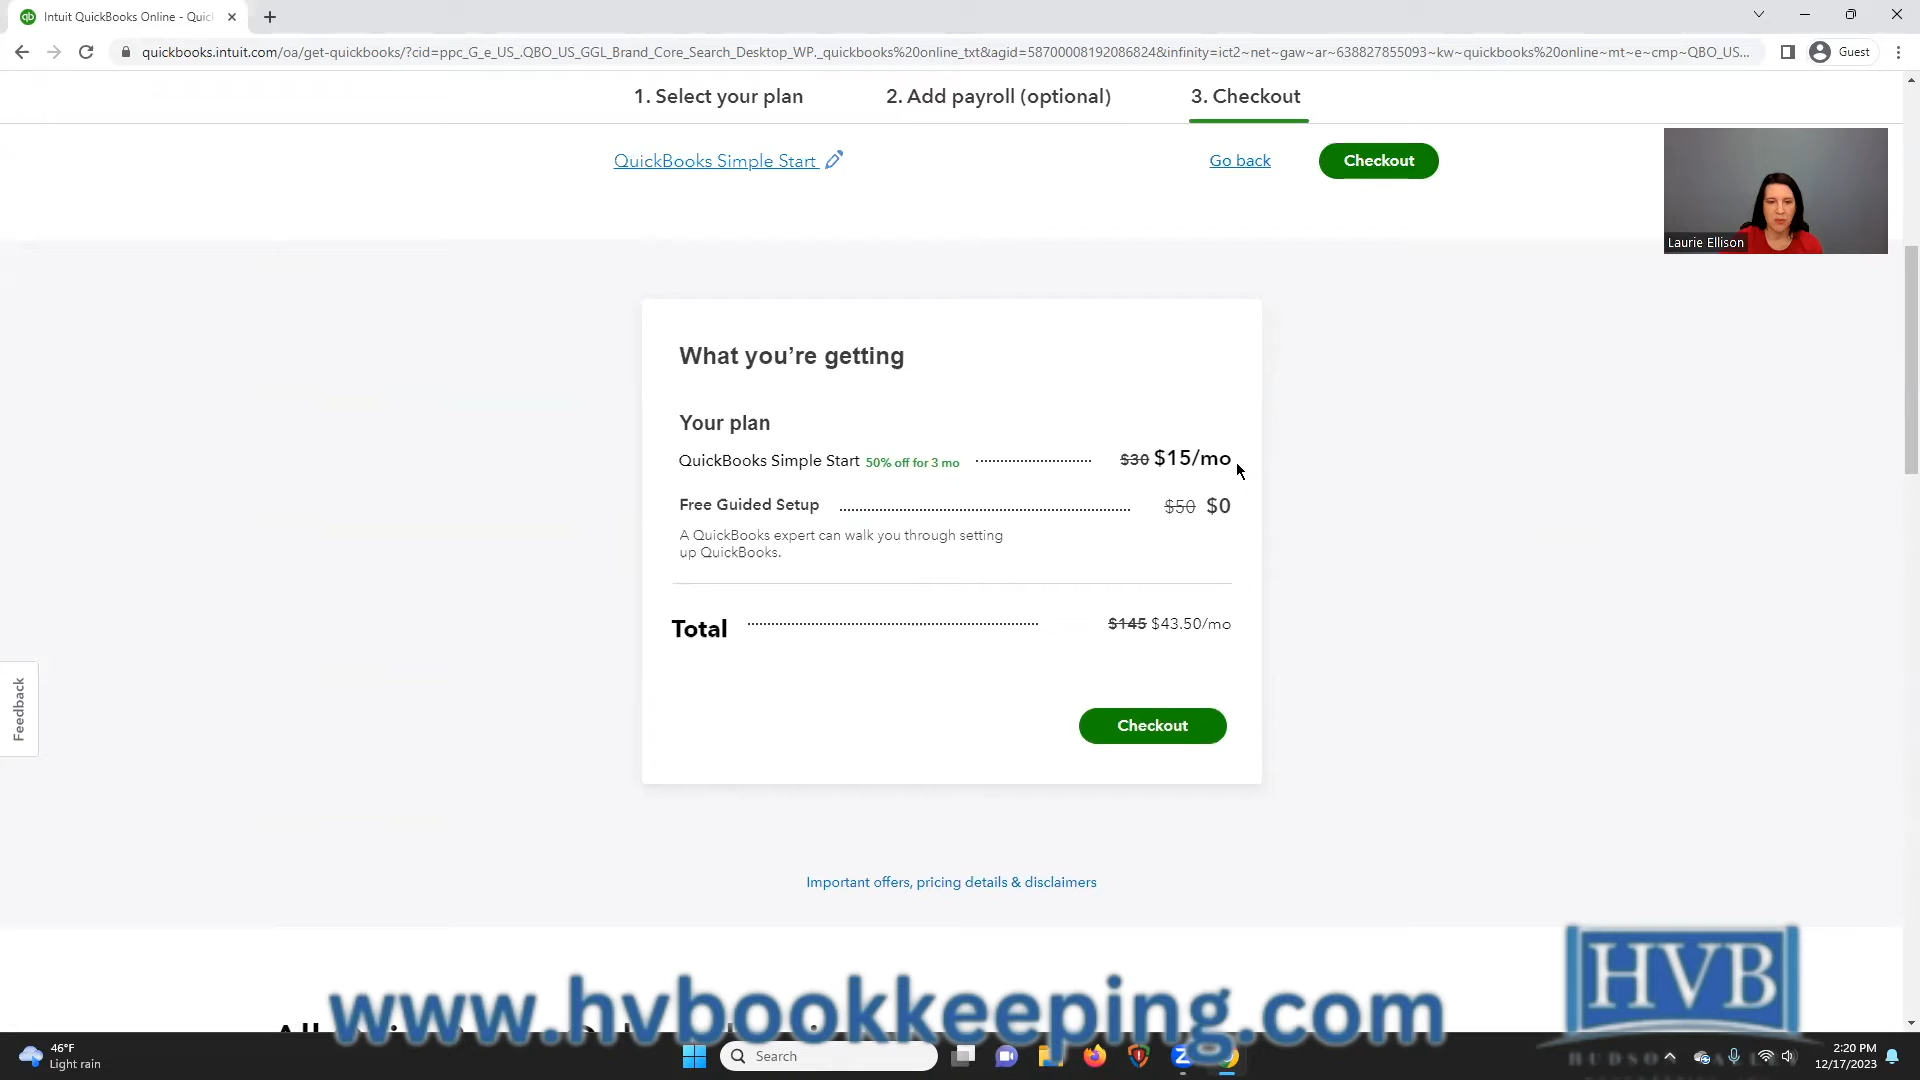 Intuit QuickBooks Online - Quic
quickbooks.intuit.com/oa/get-quickbooks/?cid=ppc_G_e_US_.QBO_US_GGL_Brand_Core_Search_Desktop_WP._quickbooks%20online_txt&agid=58700008192086824&infinity=ict2~net~gaw~ar~638827855093~kw~quickbooks%20online~mt~e~cmp~QBO_US...
Guest
1. Select your plan
2. Add payroll (optional)
3. Checkout
QuickBooks Simple Start
Go back
Checkout
Laurie Ellison
What you’re getting
Your plan
QuickBooks Simple Start 50% off for 3 mo $30 $15/mo
Free Guided Setup $50 $0
A QuickBooks expert can walk you through setting
up QuickBooks.
Total $145 $43.50/mo
Checkout
Feedback
Important offers, pricing details & disclaimers
www.hvbookkeeping.com
HVB
46°F
Light rain
Search
2:20 PM
12/17/2023